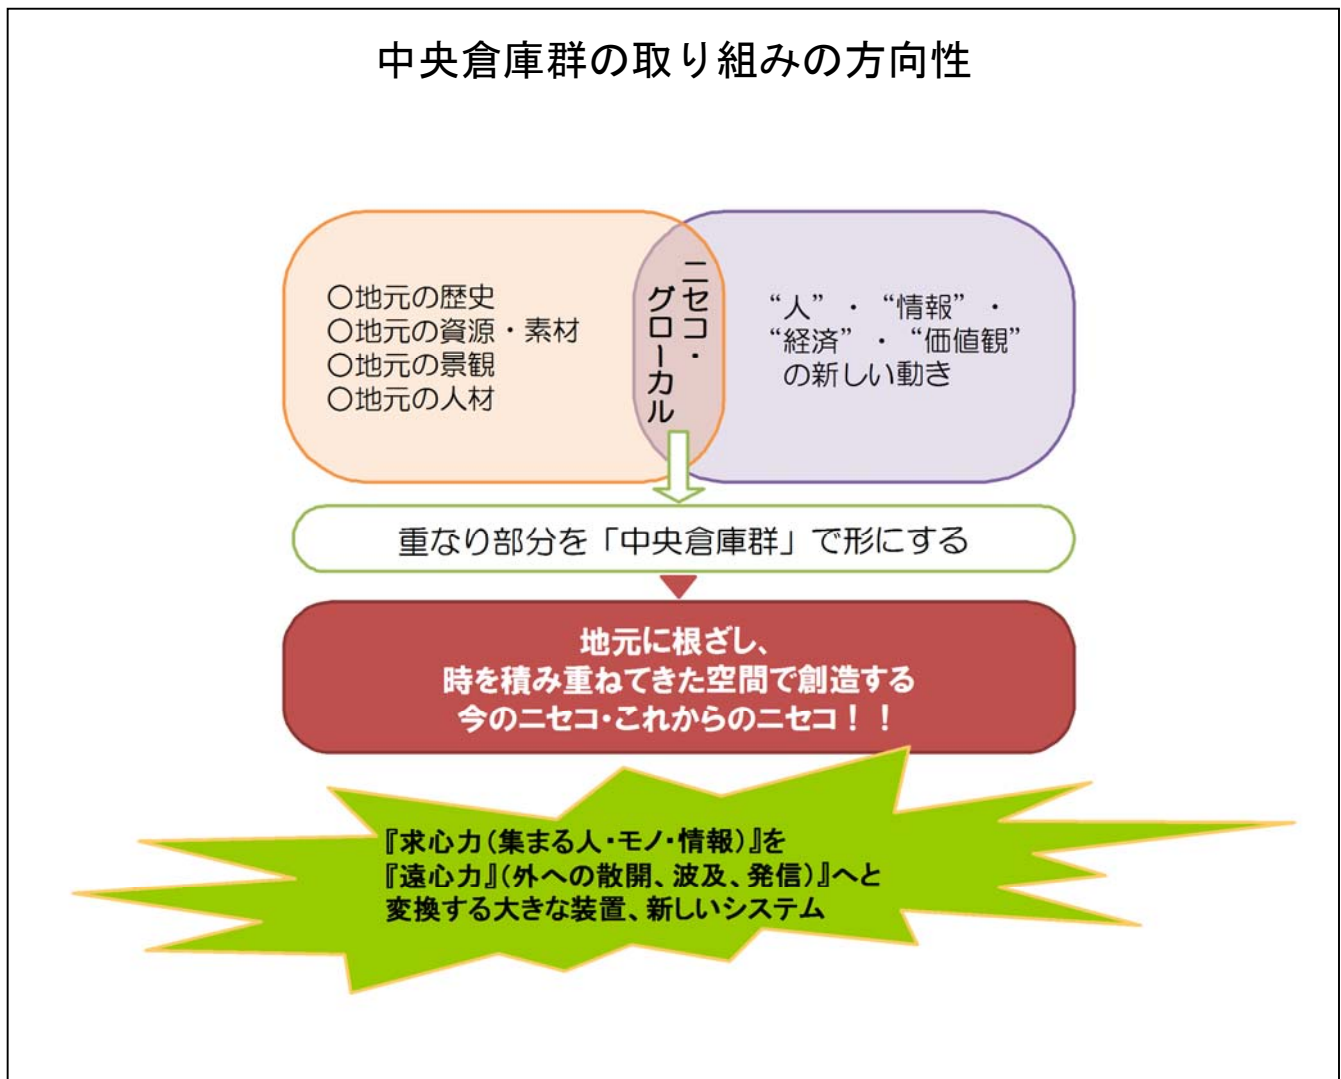 中央倉庫群の取り組みの方向性
〇地元の歴史
〇地元の資源・素材
〇地元の景観
〇地元の人材
ニセコ・
グローカル
“人”・“情報”・
“経済”・“価値観”
の新しい動き
重なり部分を「中央倉庫群」で形にする
地元に根ざし、
時を積み重ねてきた空間で創造する
今のニセコ・これからのニセコ！！
『求心力（集まる人・モノ・情報）』を
『遠心力』（外への散開、波及、発信）』へと
変換する大きな装置、新しいシステム